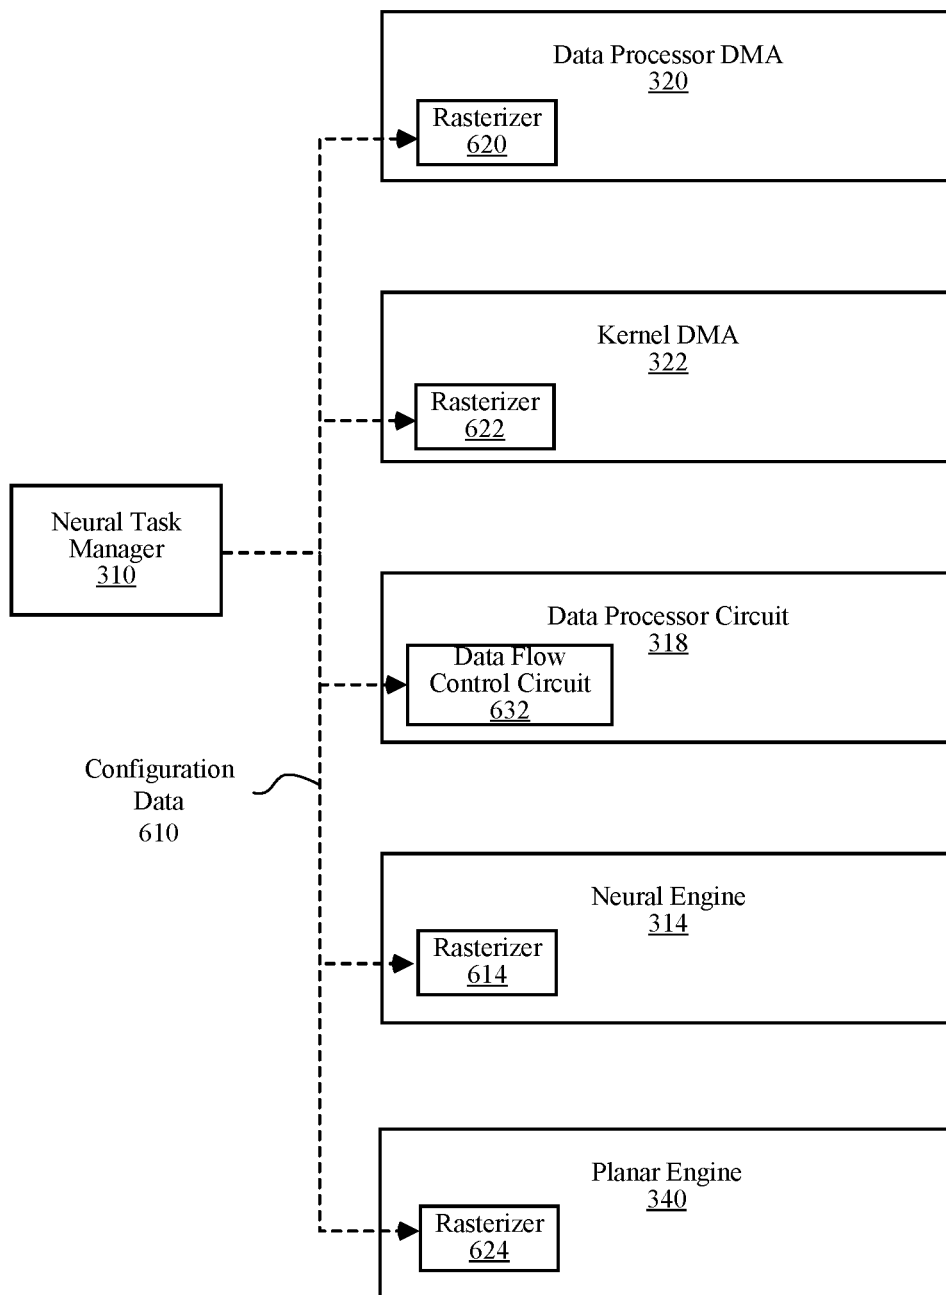 Data Processor DMA
320
Rasterizer
620
Kernel DMA
322
Rasterizer
622
Neural Task
Manager
310
Data Processor Circuit
318
Data Flow
Control Circuit
632
Configuration
Data
610
Neural Engine
314
Rasterizer
614
Planar Engine
340
Rasterizer
624